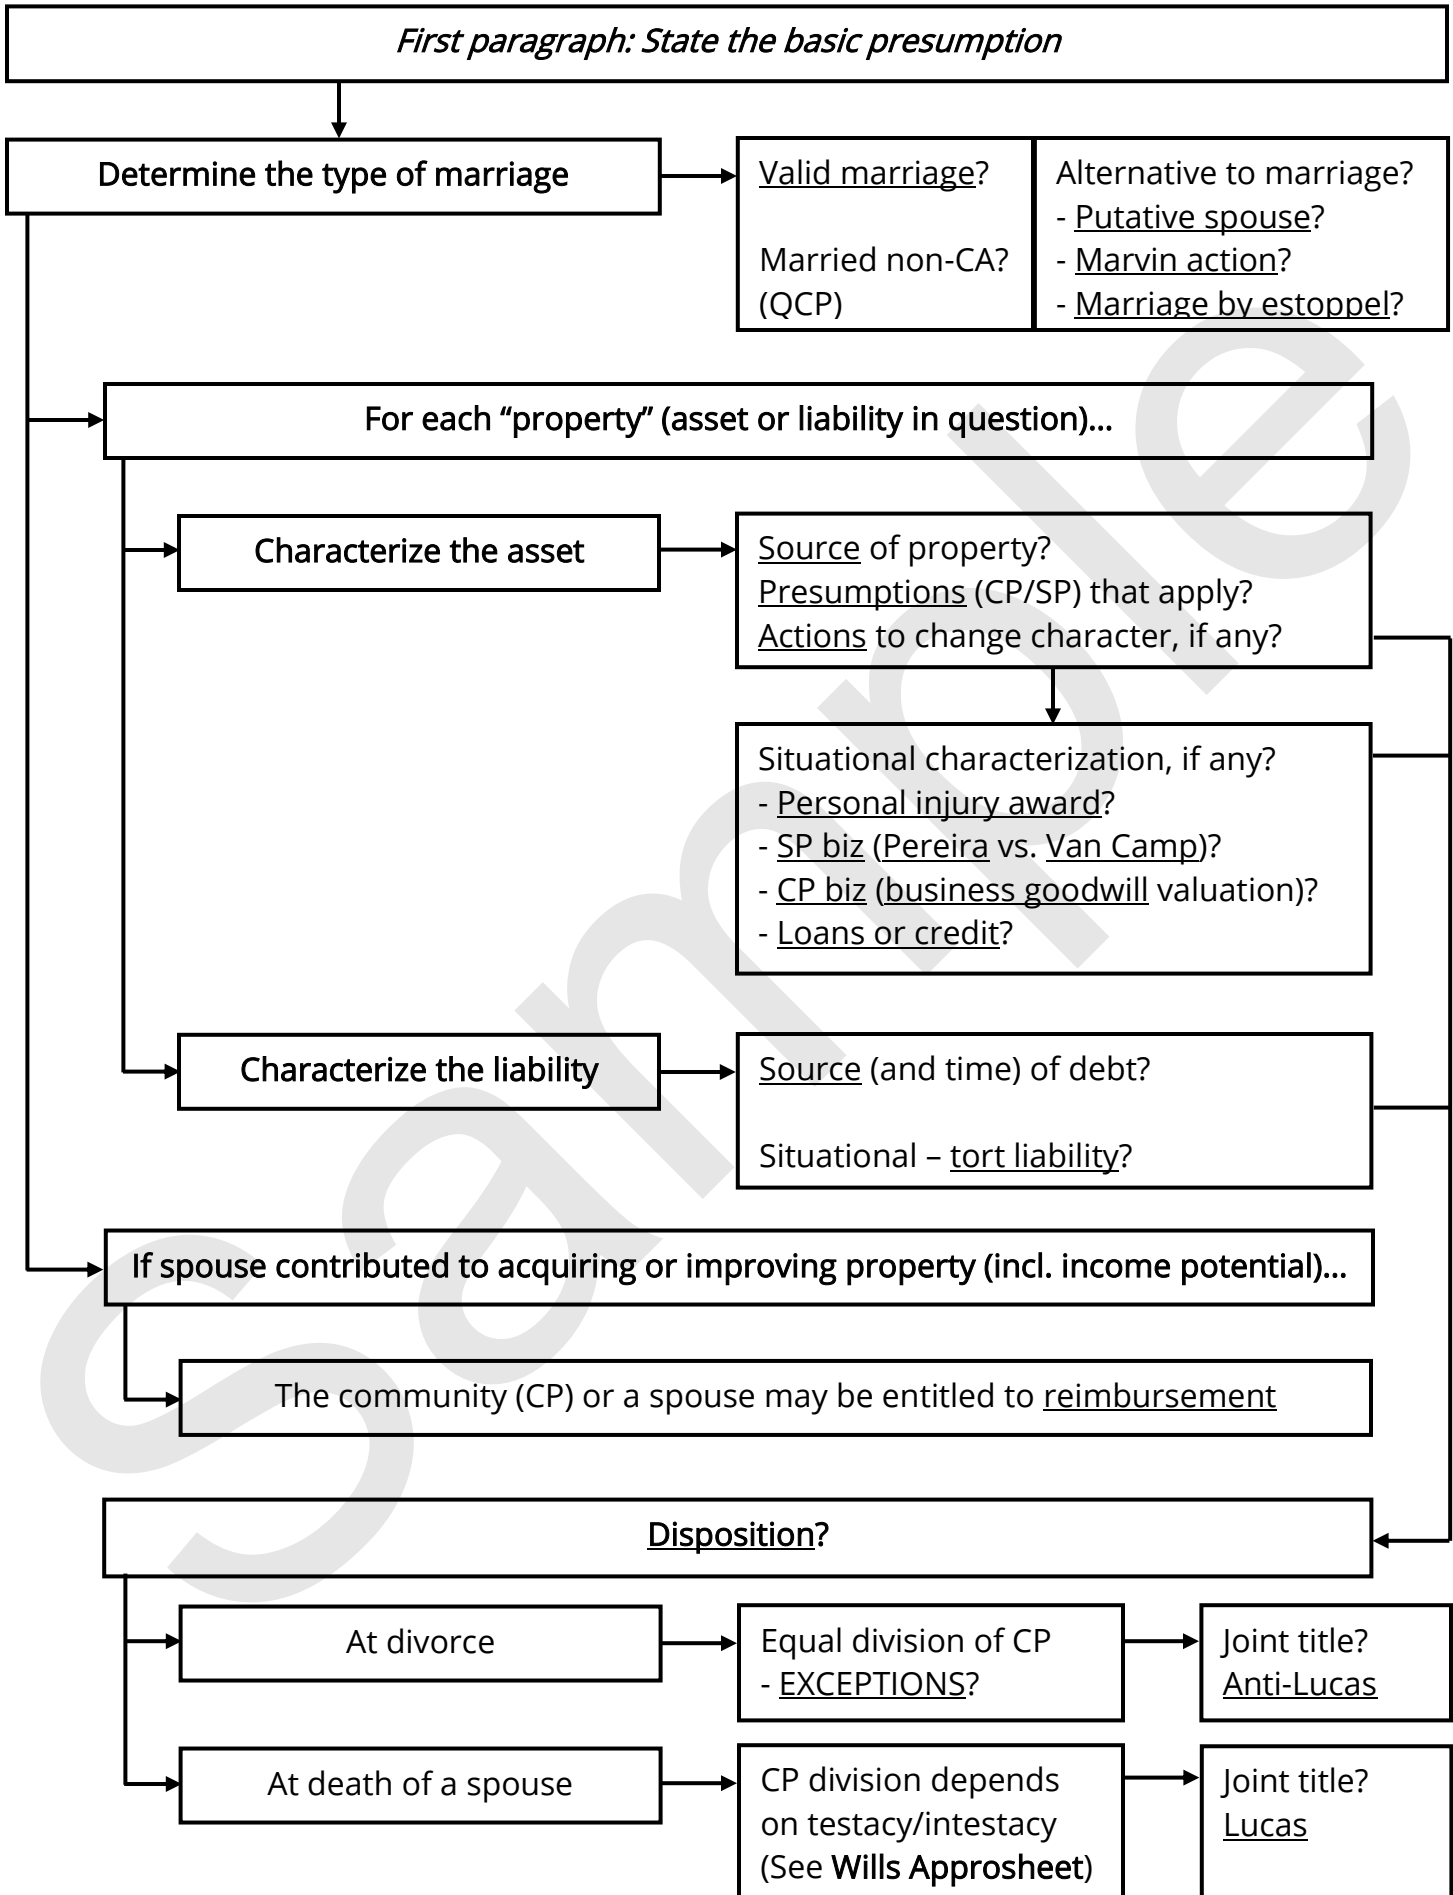 First paragraph: State the basic presumption
Determine the type of marriage
Valid marriage?
Married non-CA?
(QCP)
Alternative to marriage?
- Putative spouse?
- Marvin action?
- Marriage by estoppel?
For each “property” (asset or liability in question)...
Characterize the asset
Source of property?
Presumptions (CP/SP) that apply?
Actions to change character, if any?
Situational characterization, if any?
- Personal injury award?
- SP biz (Pereira vs. Van Camp)?
- CP biz (business goodwill valuation)?
- Loans or credit?
Characterize the liability
Source (and time) of debt?
Situational – tort liability?
If spouse contributed to acquiring or improving property (incl. income potential)...
The community (CP) or a spouse may be entitled to reimbursement
Disposition?
At divorce
Equal division of CP
- EXCEPTIONS?
Joint title?
Anti-Lucas
At death of a spouse
CP division depends
on testacy/intestacy
(See Wills Approsheet)
Joint title?
Lucas
Sample